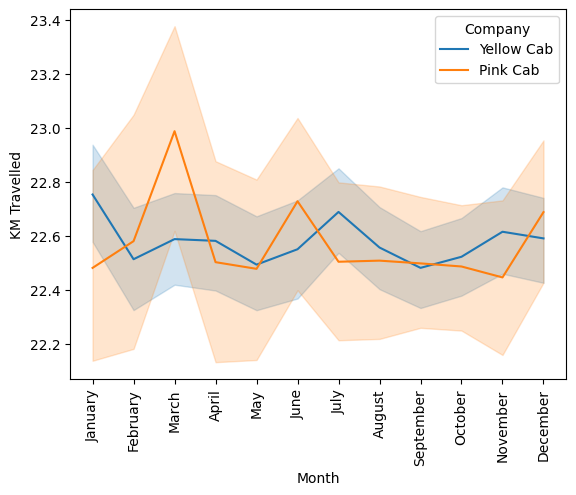 Company
Yellow Cab
Pink Cab
23.4
23.2
23.0
22.8
22.6
22.4
22.2
KM Travelled
January
February
March
April
May
June
July
August
September
October
November
December
Month